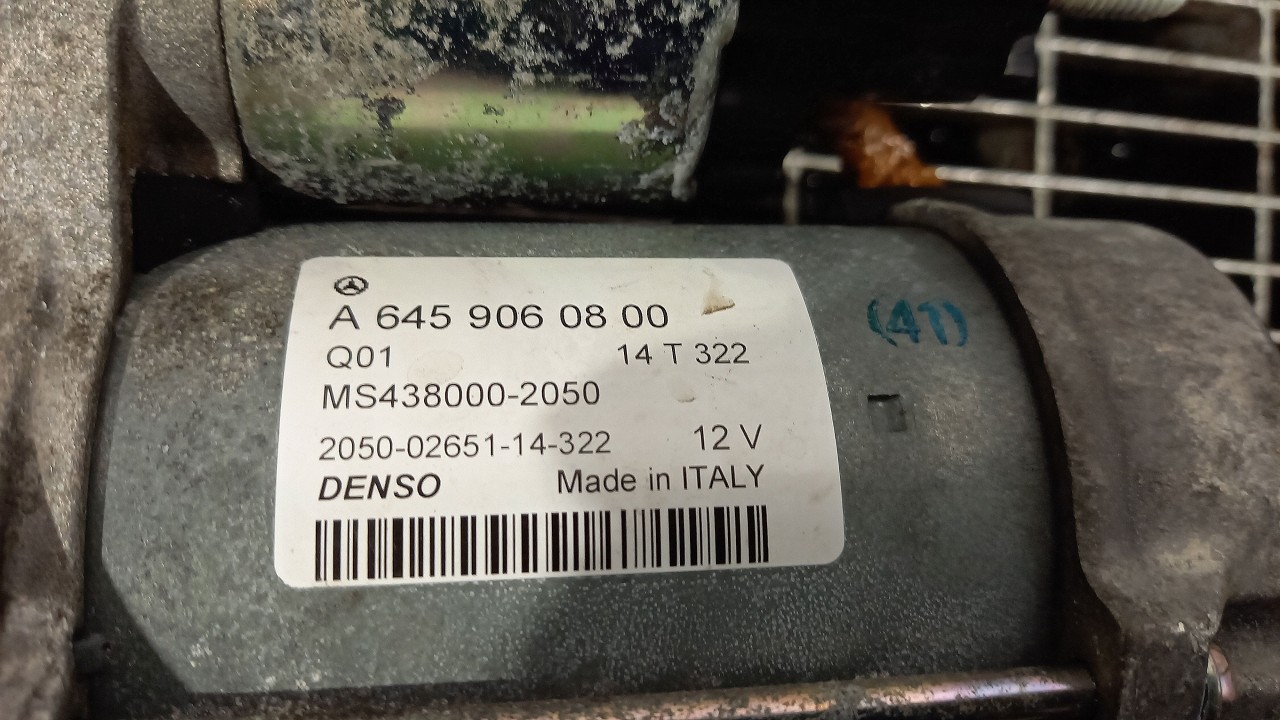 A 645 906 08 00
Q01 14 T 322
MS438000-2050
2050-02651-14-322 12 V
DENSO Made in ITALY
(41)